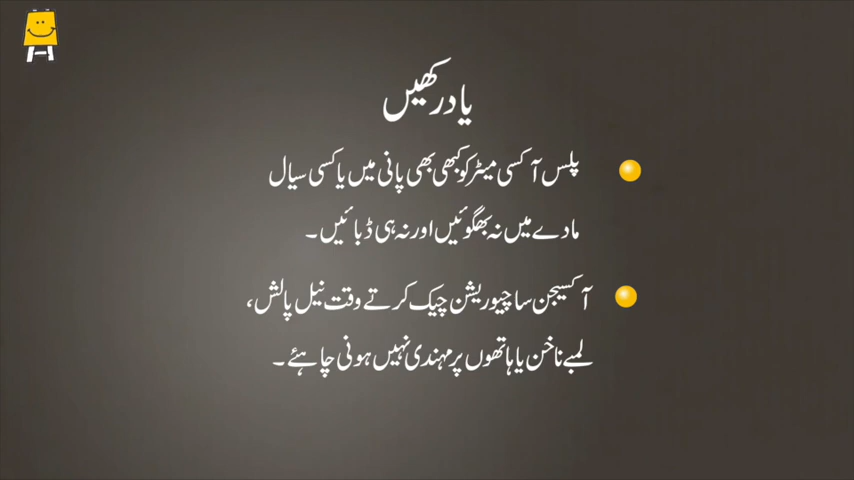 یاد رکھیں
پلس آکسی میٹر کو کبھی بھی پانی میں یا کسی سیال
مادے میں نہ بھگوئیں اور نہ ہی ڈبائیں۔
آکسیجن ساچیوریشن چیک کرتے وقت نیل پالش،
لمبے ناخن یا ہاتھوں پر مہندی نہیں ہونی چاہئے۔